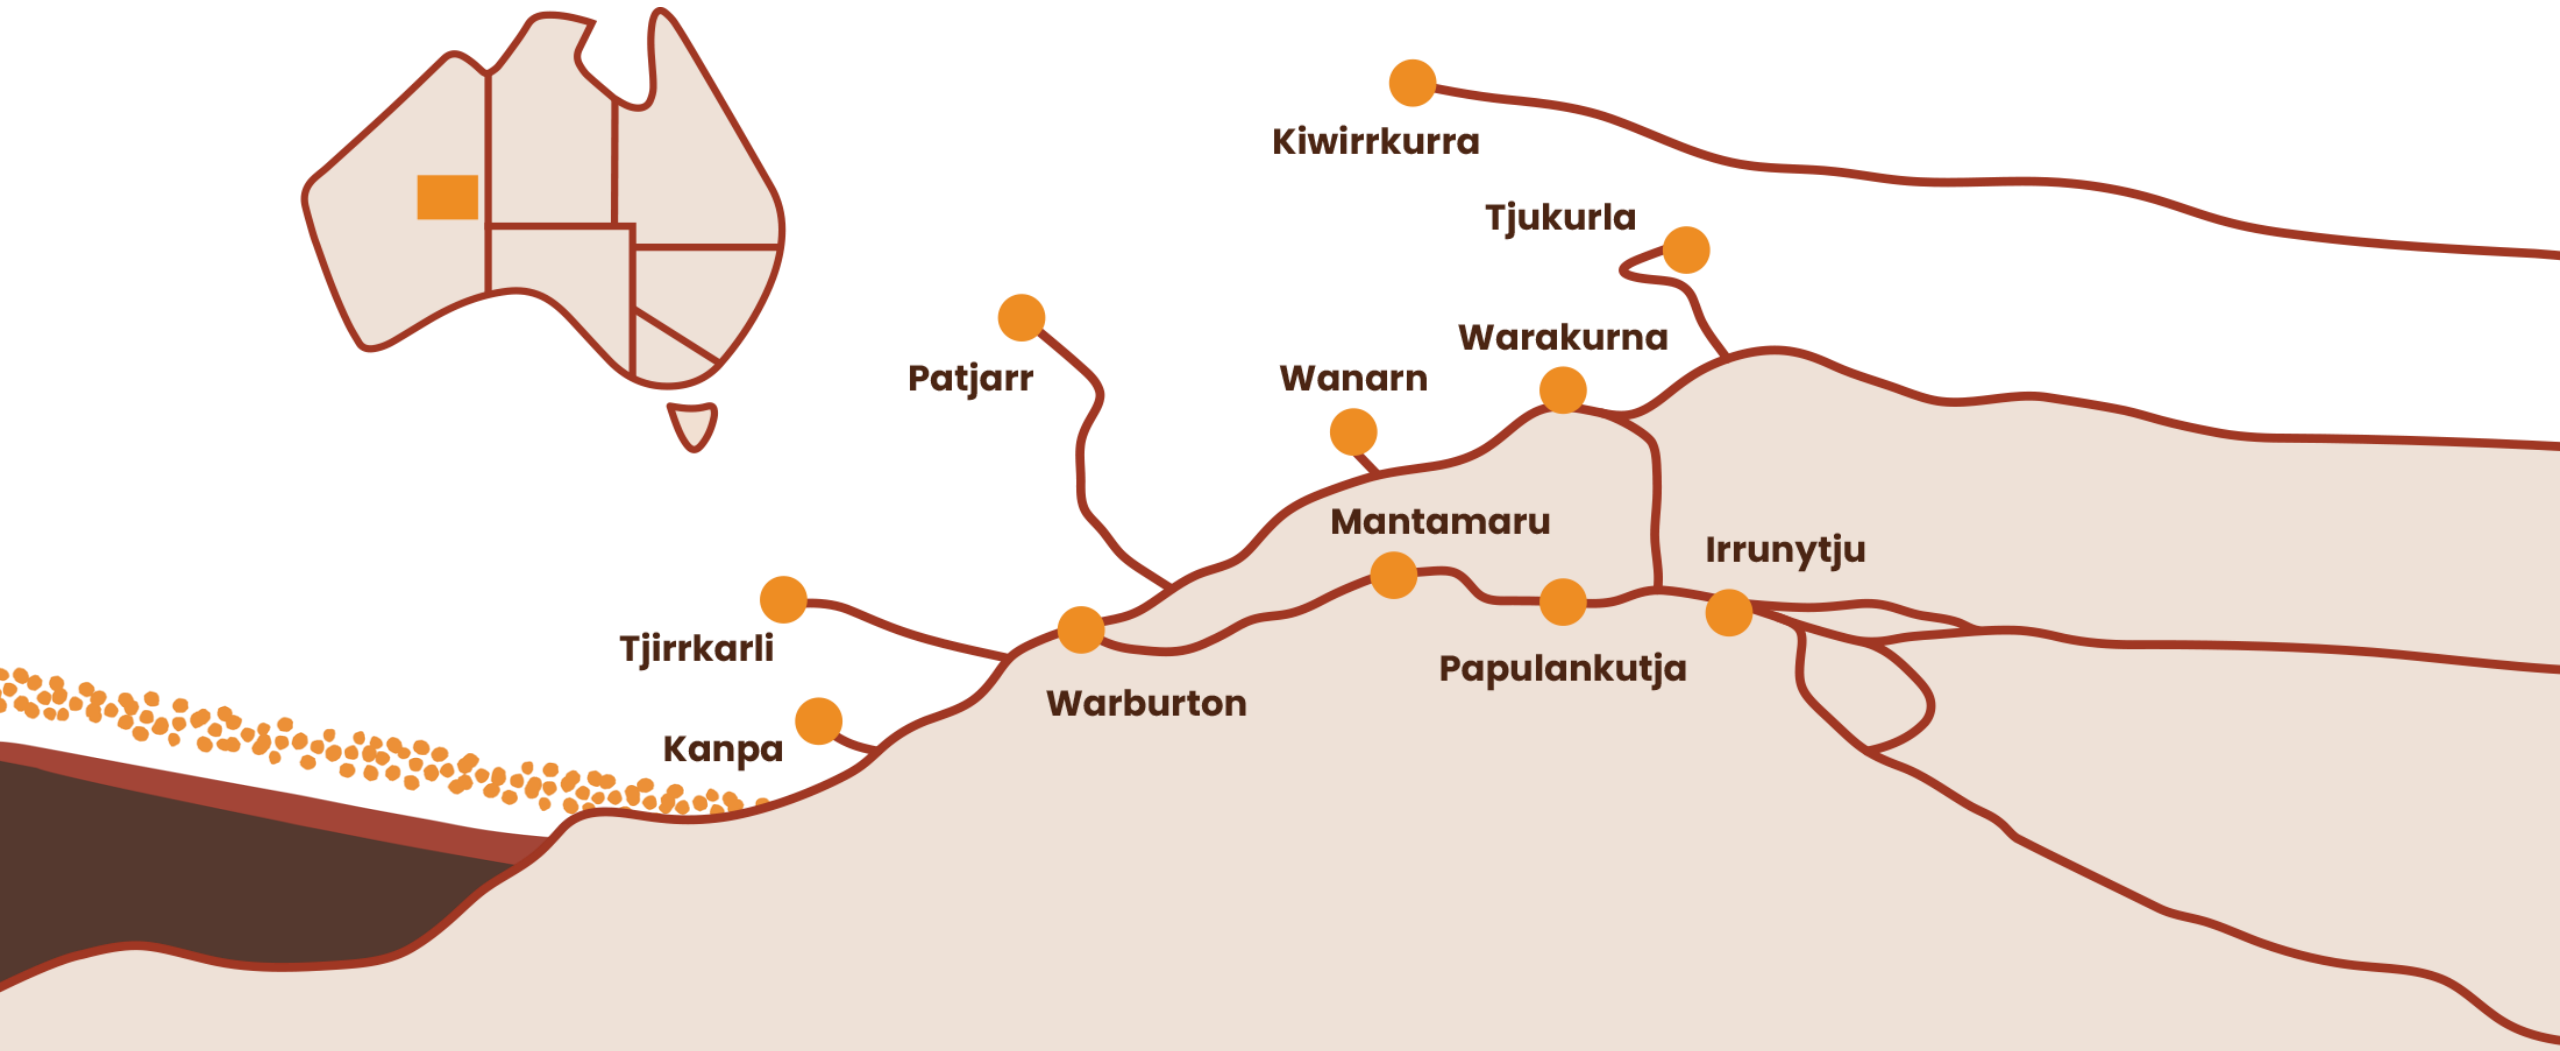 Kiwirrkurra
Tjukurla
Warakurna
Patjarr
Wanarn
Mantamaru
Irrunytju
Tjirrkarli
Papulankutja
Warburton
Kanpa